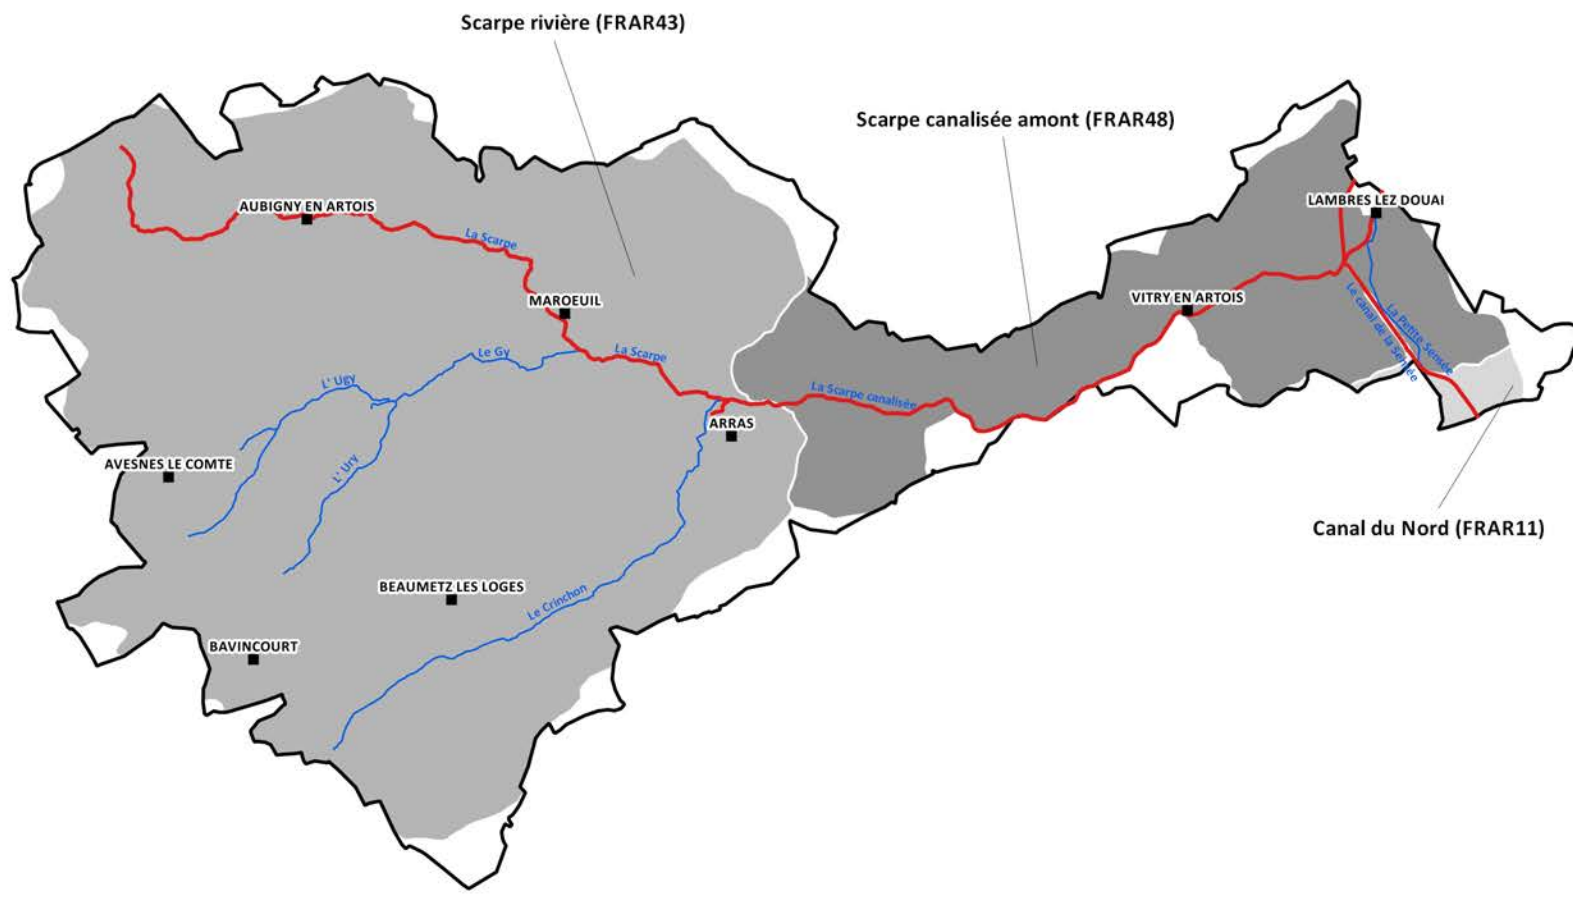 Scarpe rivière (FRAR43)
Scarpe canalisée amont (FRAR48)
LAMBRES LEZ DOUAI
AUBIGNY EN ARTOIS
La Scarpe
MAROEUIL
VITRY EN ARTOIS
Le canal de la Sensée
La Petite Sensée
La Scarpe
Le Gy
L' Ugy
La Scarpe canalisée
ARRAS
AVESNES LE COMTE
L' Ury
Canal du Nord (FRAR11)
BEAUMETZ LES LOGES
Le Crinchon
BAVINCOURT